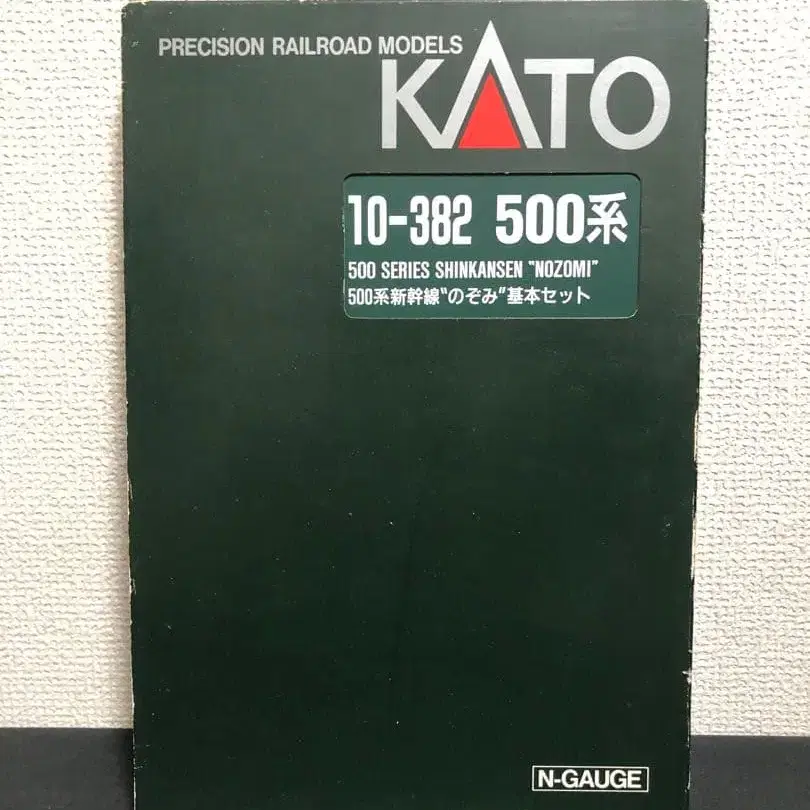 PRECISION RAILROAD MODELS
KATO
10-382 500系
500 SERIES SHINKANSEN "NOZOMI"
500系新幹線"のぞみ"基本セット
N-GAUGE